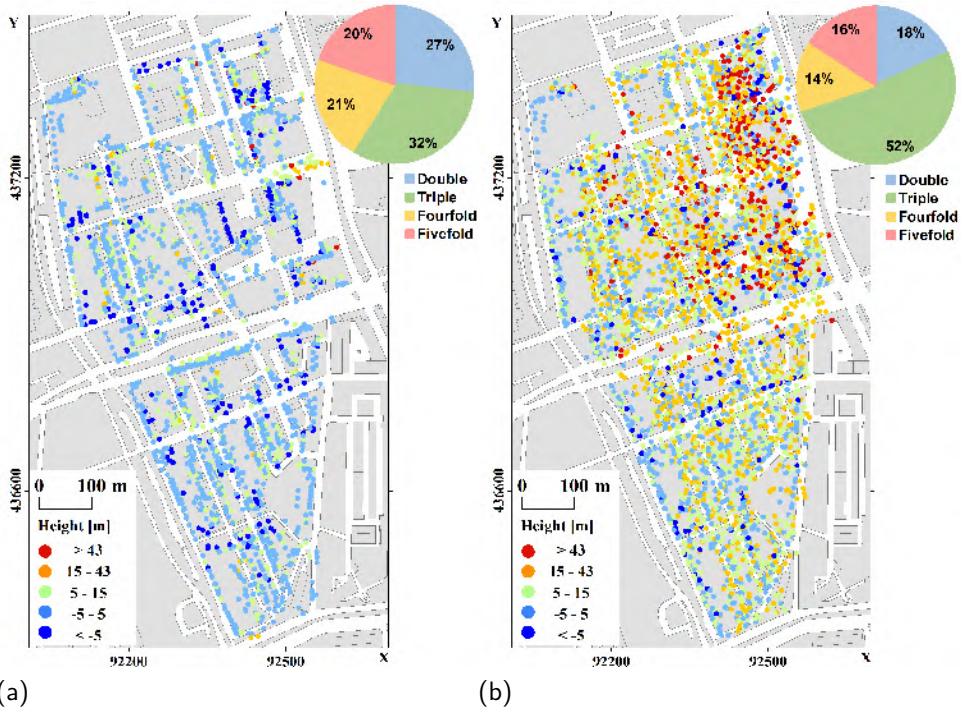 Y
20%
27%
21%
32%
437200
Double
Triple
Fourfold
Fivefold
436600
0 100 m
Height [m]
> 43
15 - 43
5 - 15
-5 - 5
< -5
92200 92500 X
(a)
Y
16%
18%
14%
52%
437200
Double
Triple
Fourfold
Fivefold
436600
0 100 m
Height [m]
> 43
15 - 43
5 - 15
-5 - 5
< -5
92200 92500 X
(b)